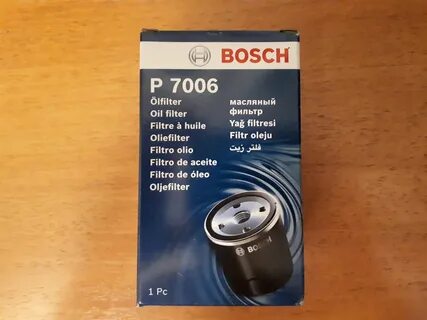 BOSCH
P 7006
Ölfilter
Oil filter
Filtre à huile
Oliefilter
Filtro olio
Filtro de aceite
Filtro de óleo
Oljefilter
масляный
фильтр
Yağ filtresi
Filtr oleju
فلتر زيت
BOSCH
1 Pc